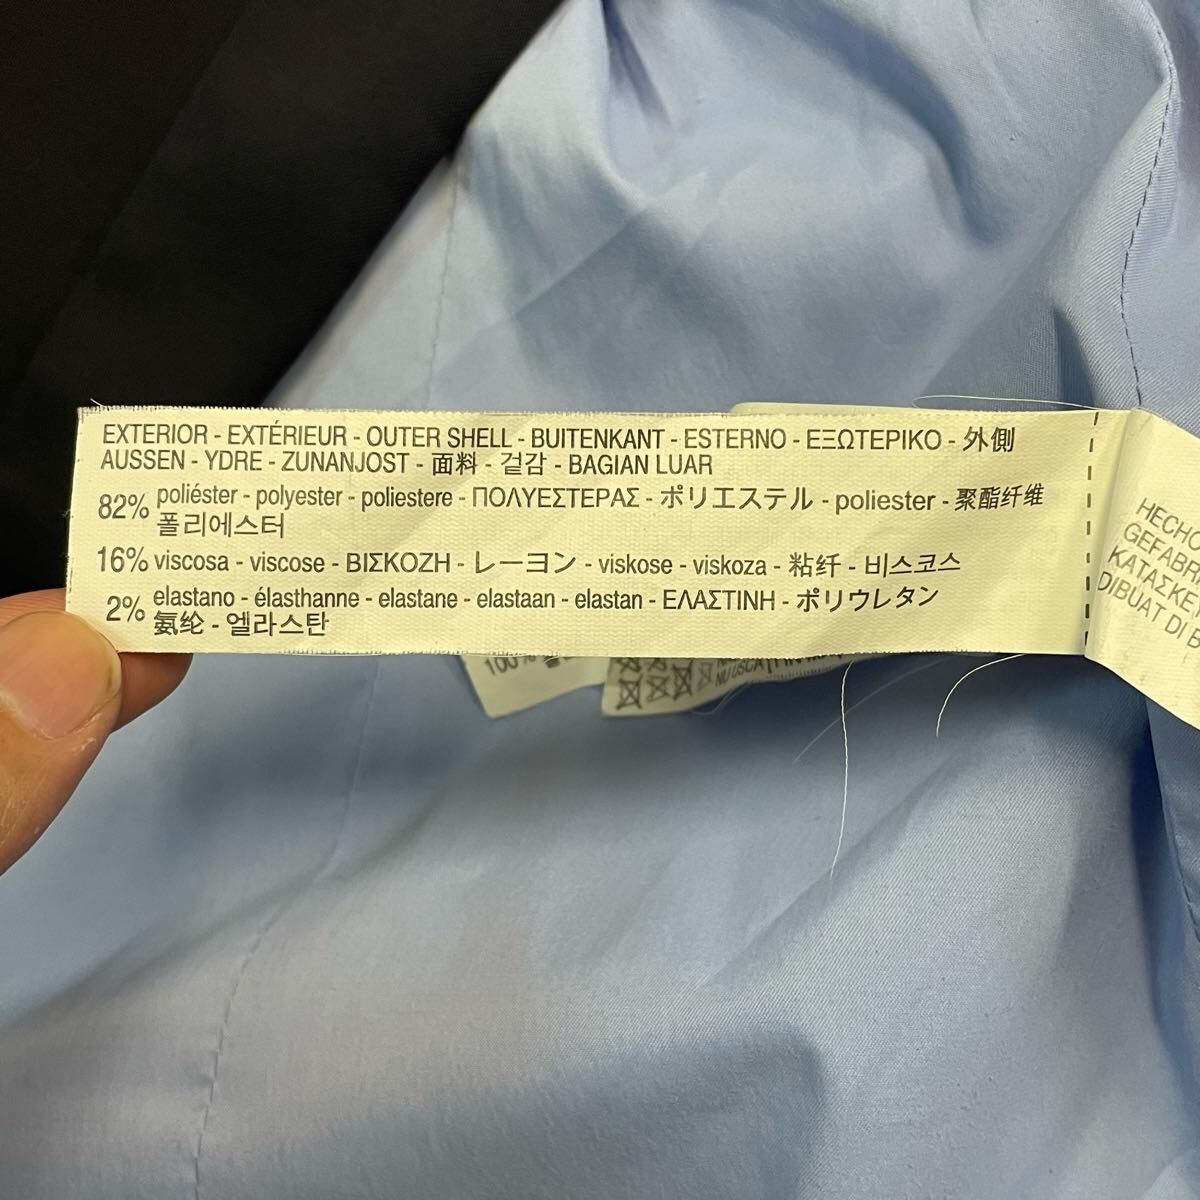 EXTERIOR - EXTÉRIEUR - OUTER SHELL - BUITENKANT - ESTERNO - ΕΞΩΤΕΡΙΚΟ - 外側
AUSSEN - YDRE - ZUNANJOST - 面料 - 겉감 - BAGIAN LUAR
82% poliéster - polyester - poliestere - ΠΟΛΥΕΣΤΕΡΑΣ - ポリエステル - poliester - 聚酯纤维
폴리에스터
16% viscosa - viscose - ΒΙΣΚΟΖΗ - レーヨン - viskose - viskoza - 粘纤 - 비스코스
2% elastano - élasthanne - elastane - elastaan - elastan - ΕΛΑΣΤΙΝΗ - ポリウレタン
氨纶 - 엘라스탄
HECHO
GEFABR
ΚΑΤΑΣΚΕ
DIBUAT DI B
100%
NU USCA